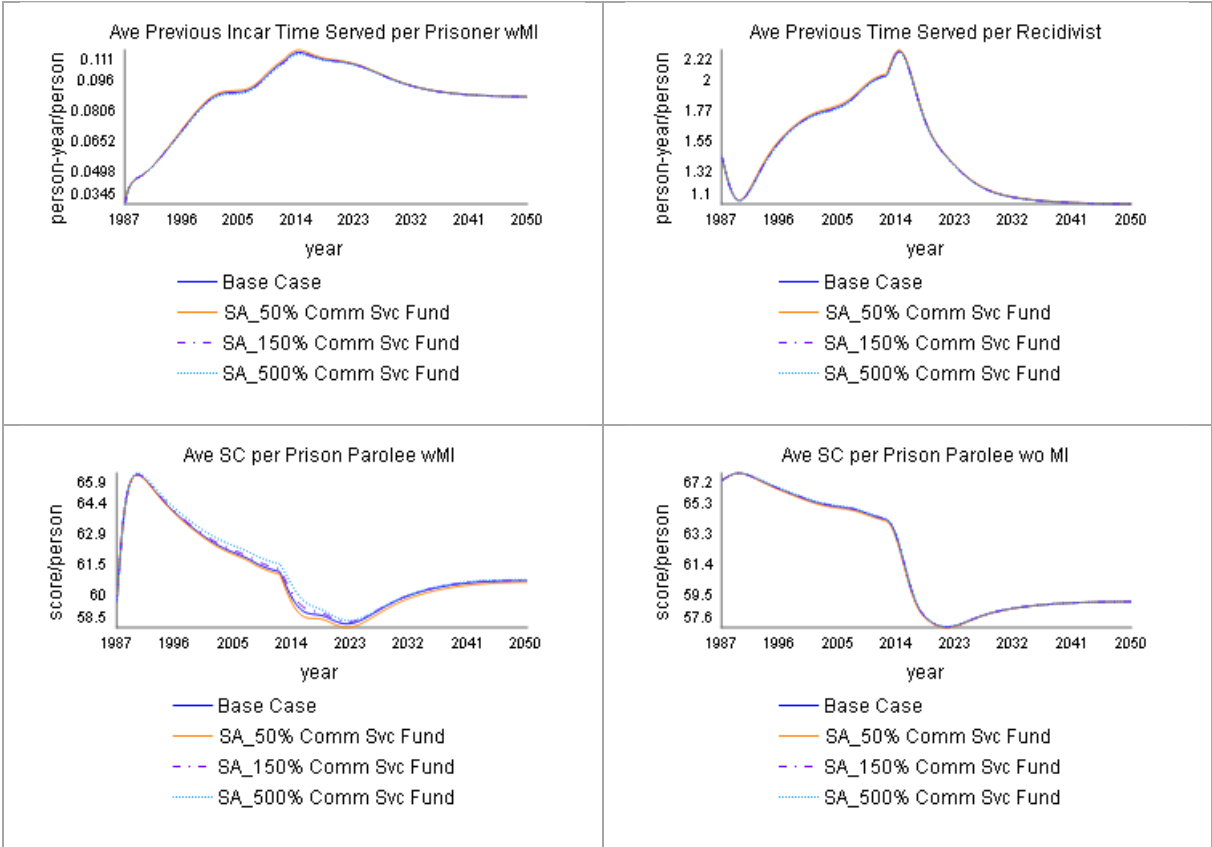 Ave Previous Incar Time Served per Prisoner wMI
person-year/person
0.111
0.096
0.0806
0.0652
0.0498
0.0345
1987 1996 2005 2014 2023 2032 2041 2050
year
Base Case
SA_50% Comm Svc Fund
SA_150% Comm Svc Fund
SA_500% Comm Svc Fund
Ave Previous Time Served per Recidivist
person-year/person
2.22
2
1.77
1.55
1.32
1.1
1987 1996 2005 2014 2023 2032 2041 2050
year
Base Case
SA_50% Comm Svc Fund
SA_150% Comm Svc Fund
SA_500% Comm Svc Fund
Ave SC per Prison Parolee wMI
score/person
65.9
64.4
62.9
61.5
60
58.5
1987 1996 2005 2014 2023 2032 2041 2050
year
Base Case
SA_50% Comm Svc Fund
SA_150% Comm Svc Fund
SA_500% Comm Svc Fund
Ave SC per Prison Parolee wo MI
score/person
67.2
65.3
63.3
61.4
59.5
57.6
1987 1996 2005 2014 2023 2032 2041 2050
year
Base Case
SA_50% Comm Svc Fund
SA_150% Comm Svc Fund
SA_500% Comm Svc Fund